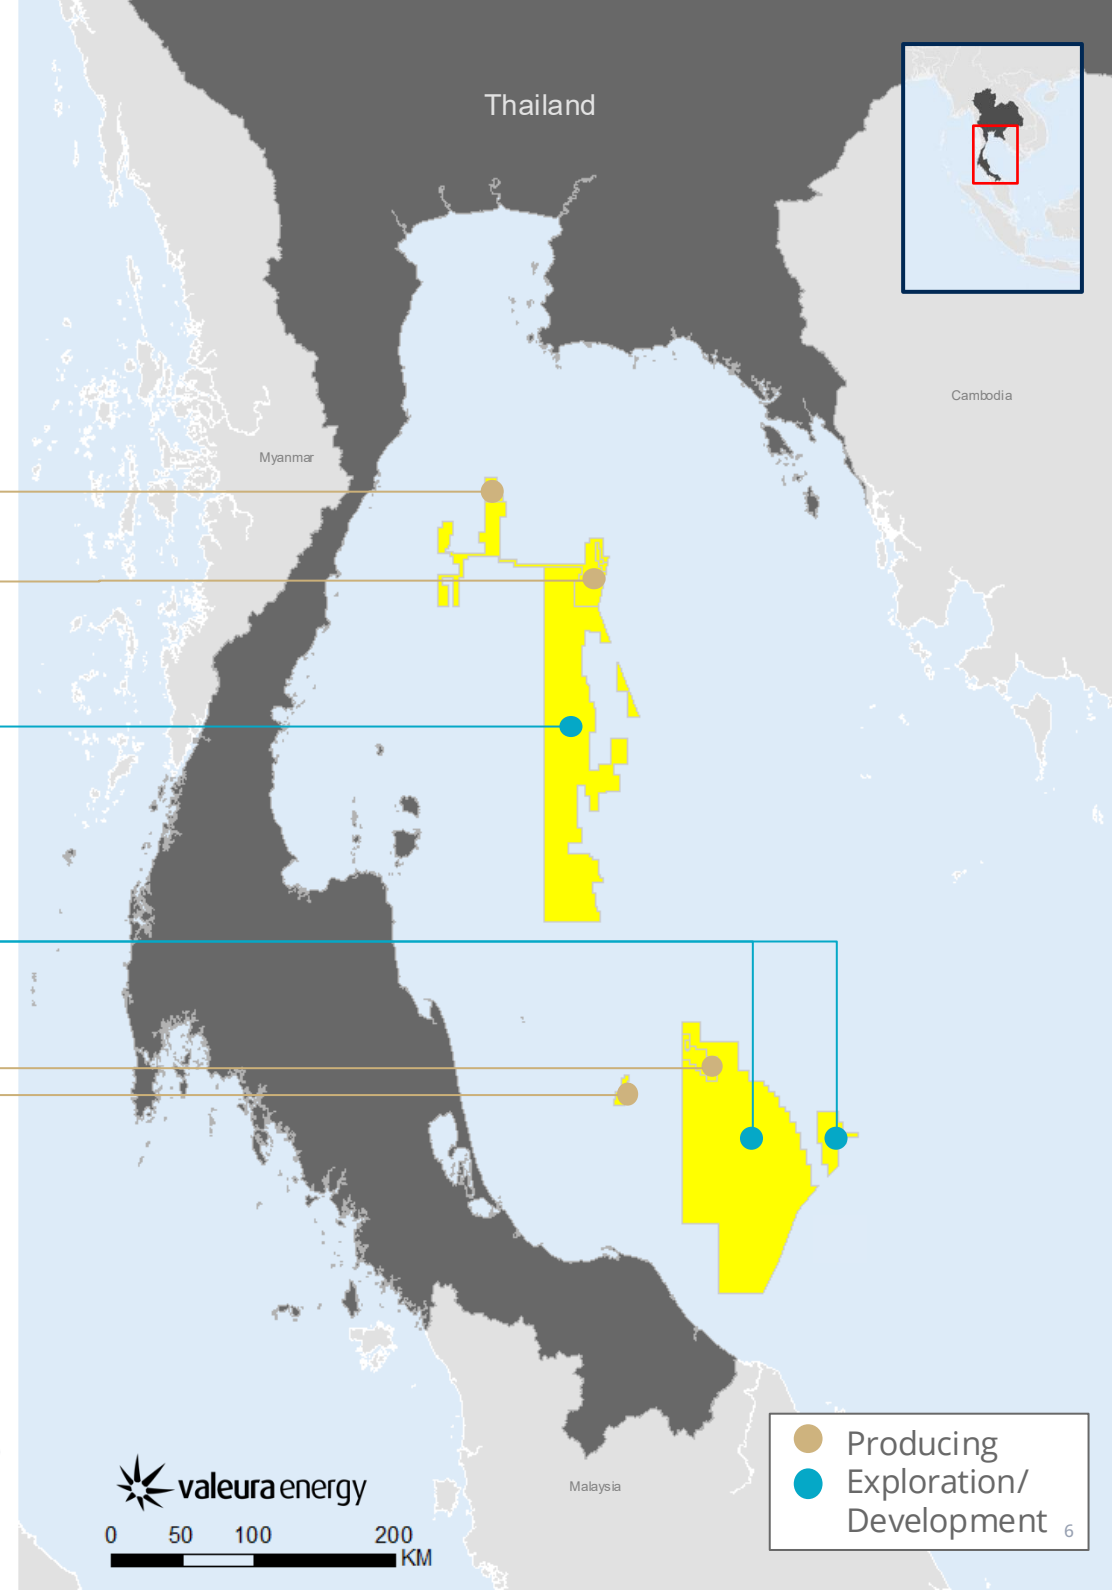 Thailand
Cambodia
Myanmar
Malaysia
valeura energy
0 50 100 200
KM
Producing
Exploration/
Development
6